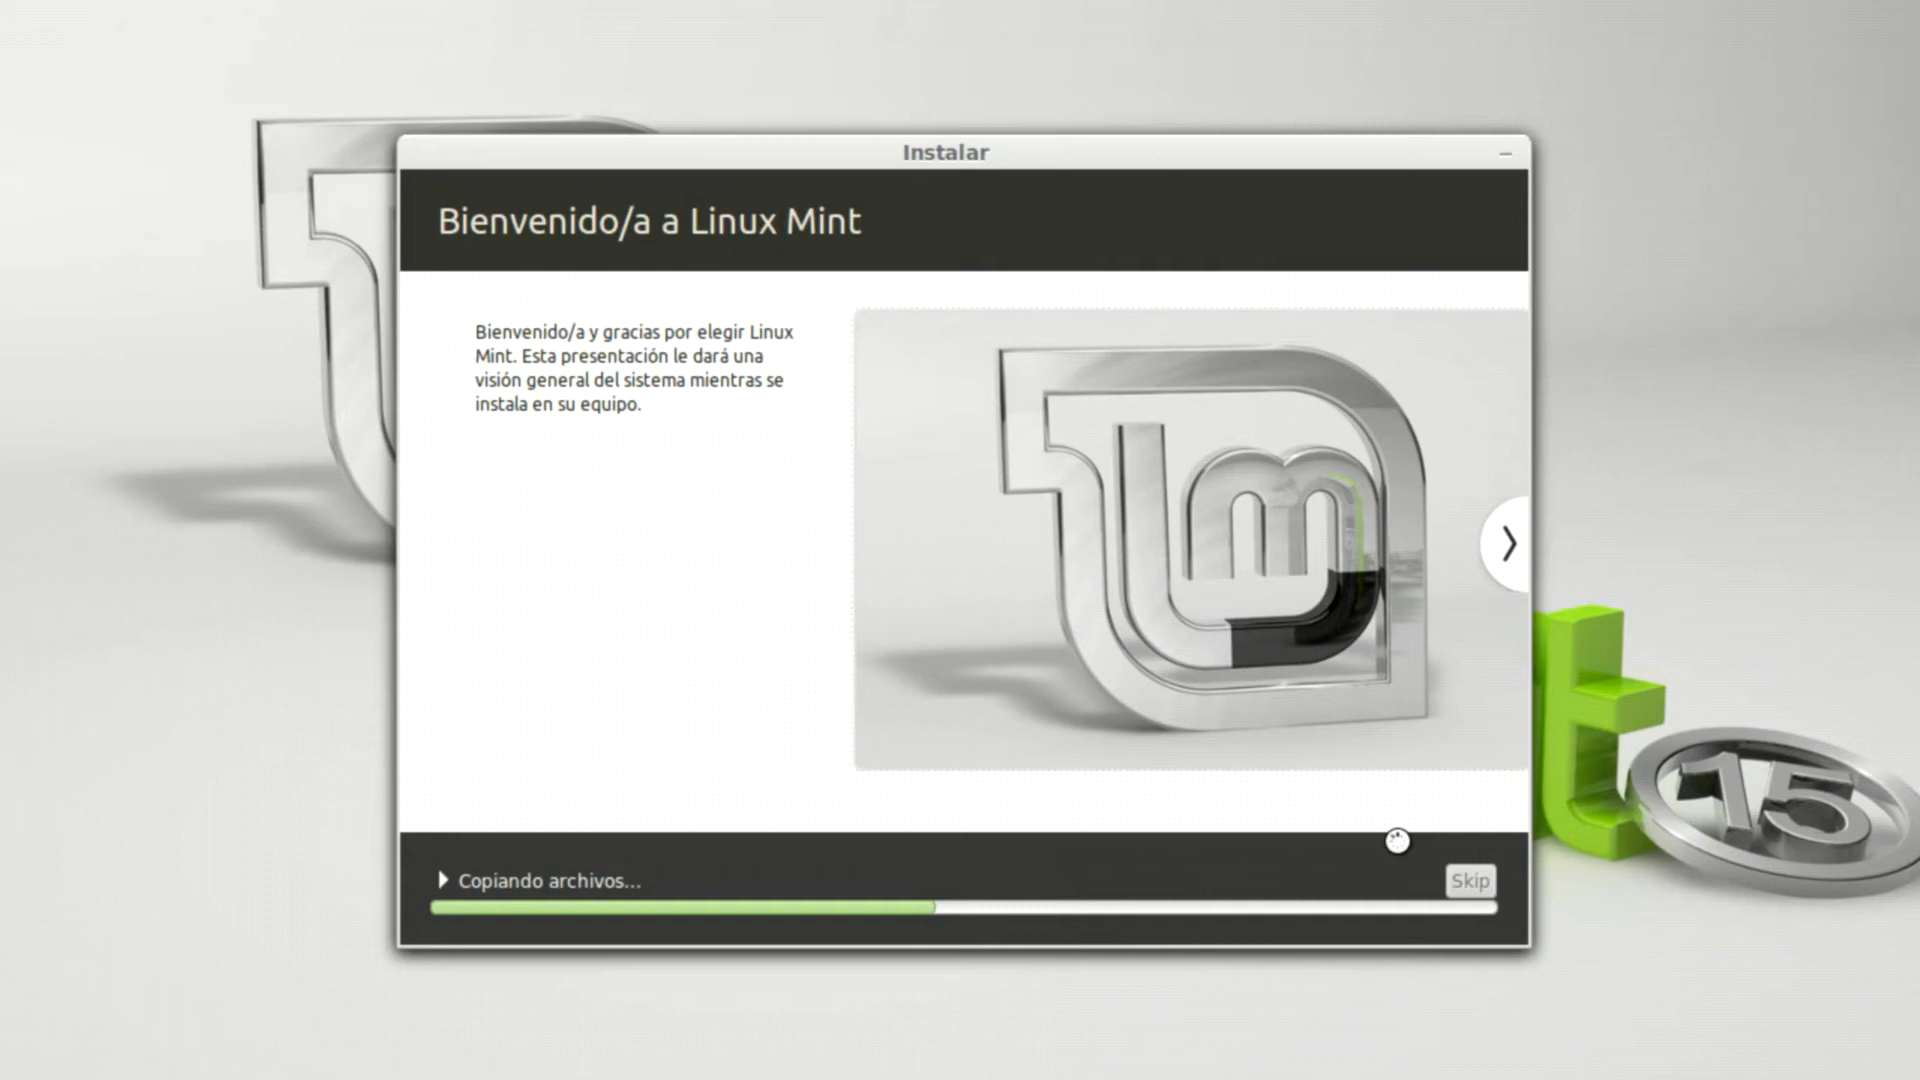 Instalar
Bienvenido/a a Linux Mint
Bienvenido/a y gracias por elegir Linux
Mint. Esta presentación le dará una
visión general del sistema mientras se
instala en su equipo.
t 15
Copiando archivos...
Skip